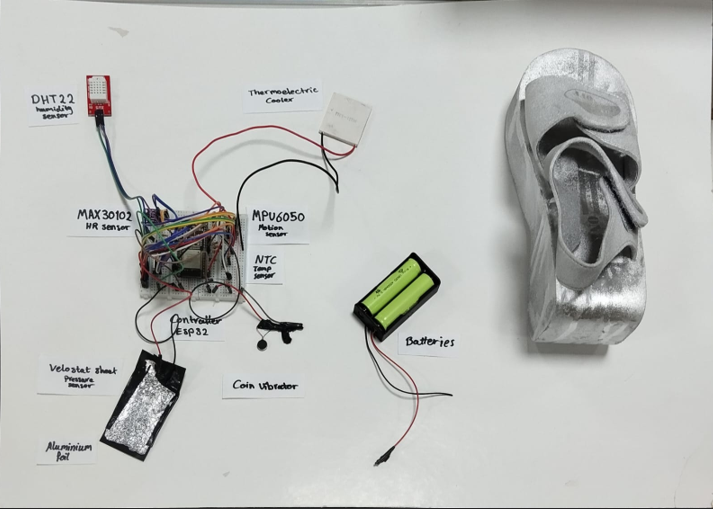 DHT22
humidity
sensor
Thermoelectric
Cooler
MAX30102
HR sensor
MPU6050
Motion
sensor
NTC
Temp
sensor
Controller
Esp32
Batteries
Velostat sheet
Pressure
sensor
Coin Vibrator
Aluminium
Foil